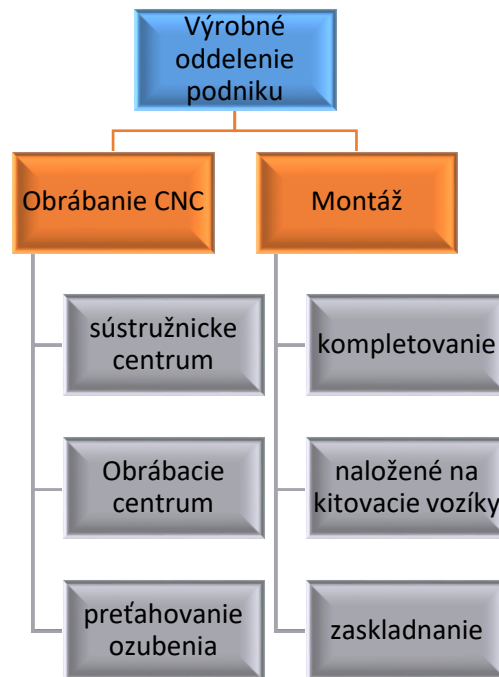 Výrobné
oddelenie
podniku
Obrábanie CNC
sústružnicke
centrum
Obrábacie
centrum
preťahovanie
ozubenia
Montáž
kompletovanie
naložené na
kitovacie vozíky
zaskladnanie